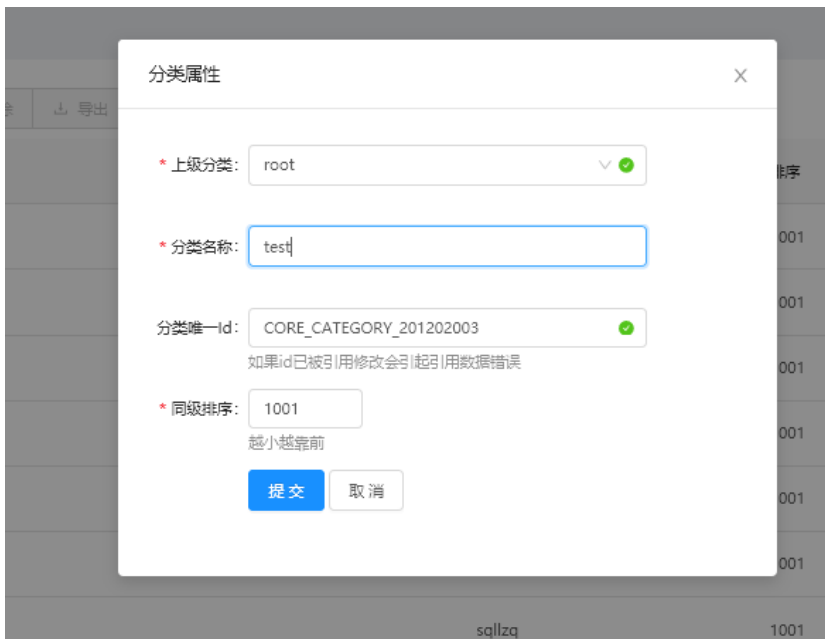 分类属性
导出
* 上级分类: root
排序
* 分类名称: test
001
分类唯一Id: CORE_CATEGORY_201202003
001
如果id已被引用修改会引起引用数据错误
001
* 同级排序: 1001
001
越小越靠前
提交 取消
001
001
sqllzq 1001